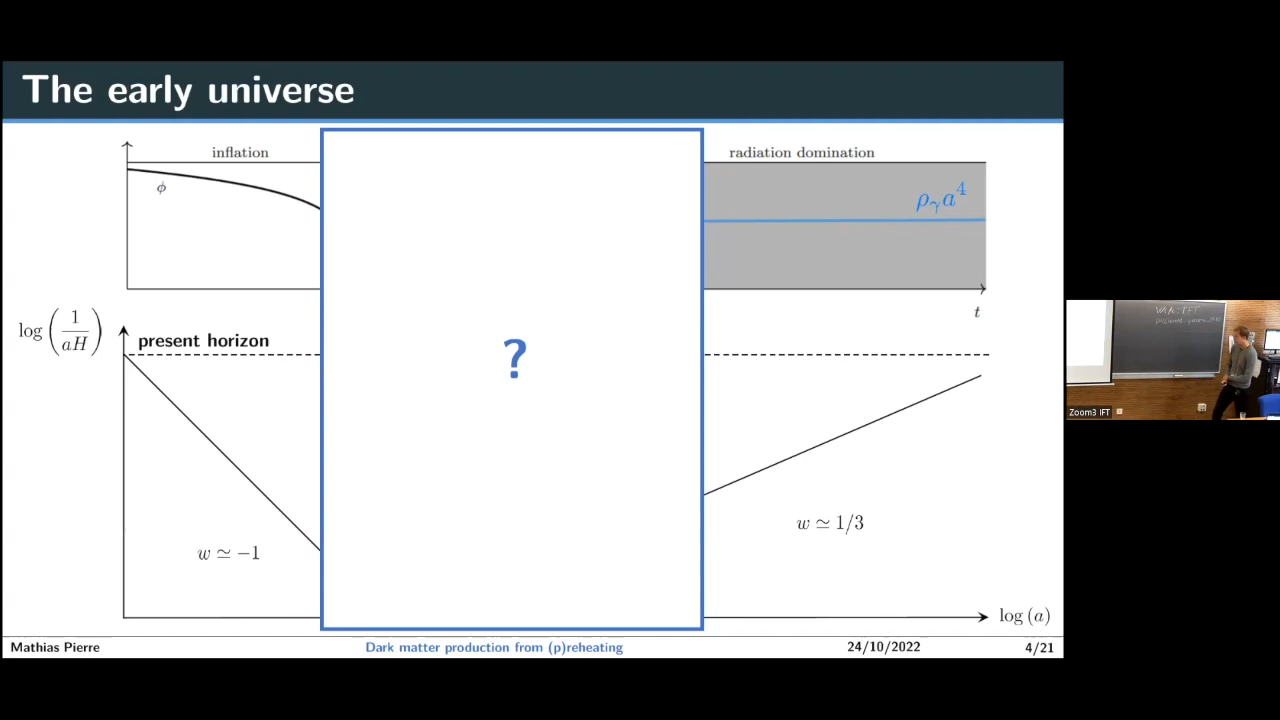 The early universe
inflation
radiation domination
ϕ
ρ_γ a^4
t
log (1/aH)
present horizon
?
w ≃ −1
w ≃ 1/3
log (a)
Mathias Pierre
Dark matter production from (p)reheating
24/10/2022
4/21
Zoom3 IFT